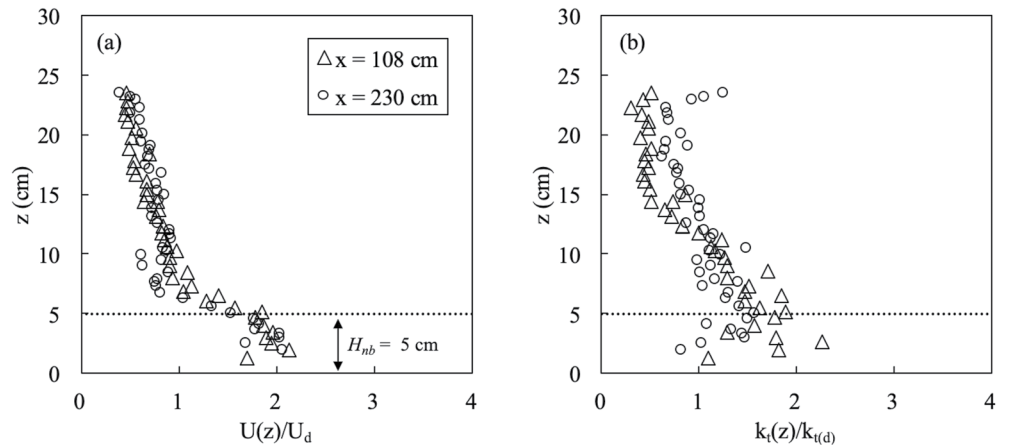 30
25
20
15
10
5
0
z (cm)
(a)
△ x = 108 cm
○ x = 230 cm
H_nb = 5 cm
0 1 2 3 4
U(z)/U_d
30
25
20
15
10
5
0
z (cm)
(b)
0 1 2 3 4
k_t(z)/k_t(d)